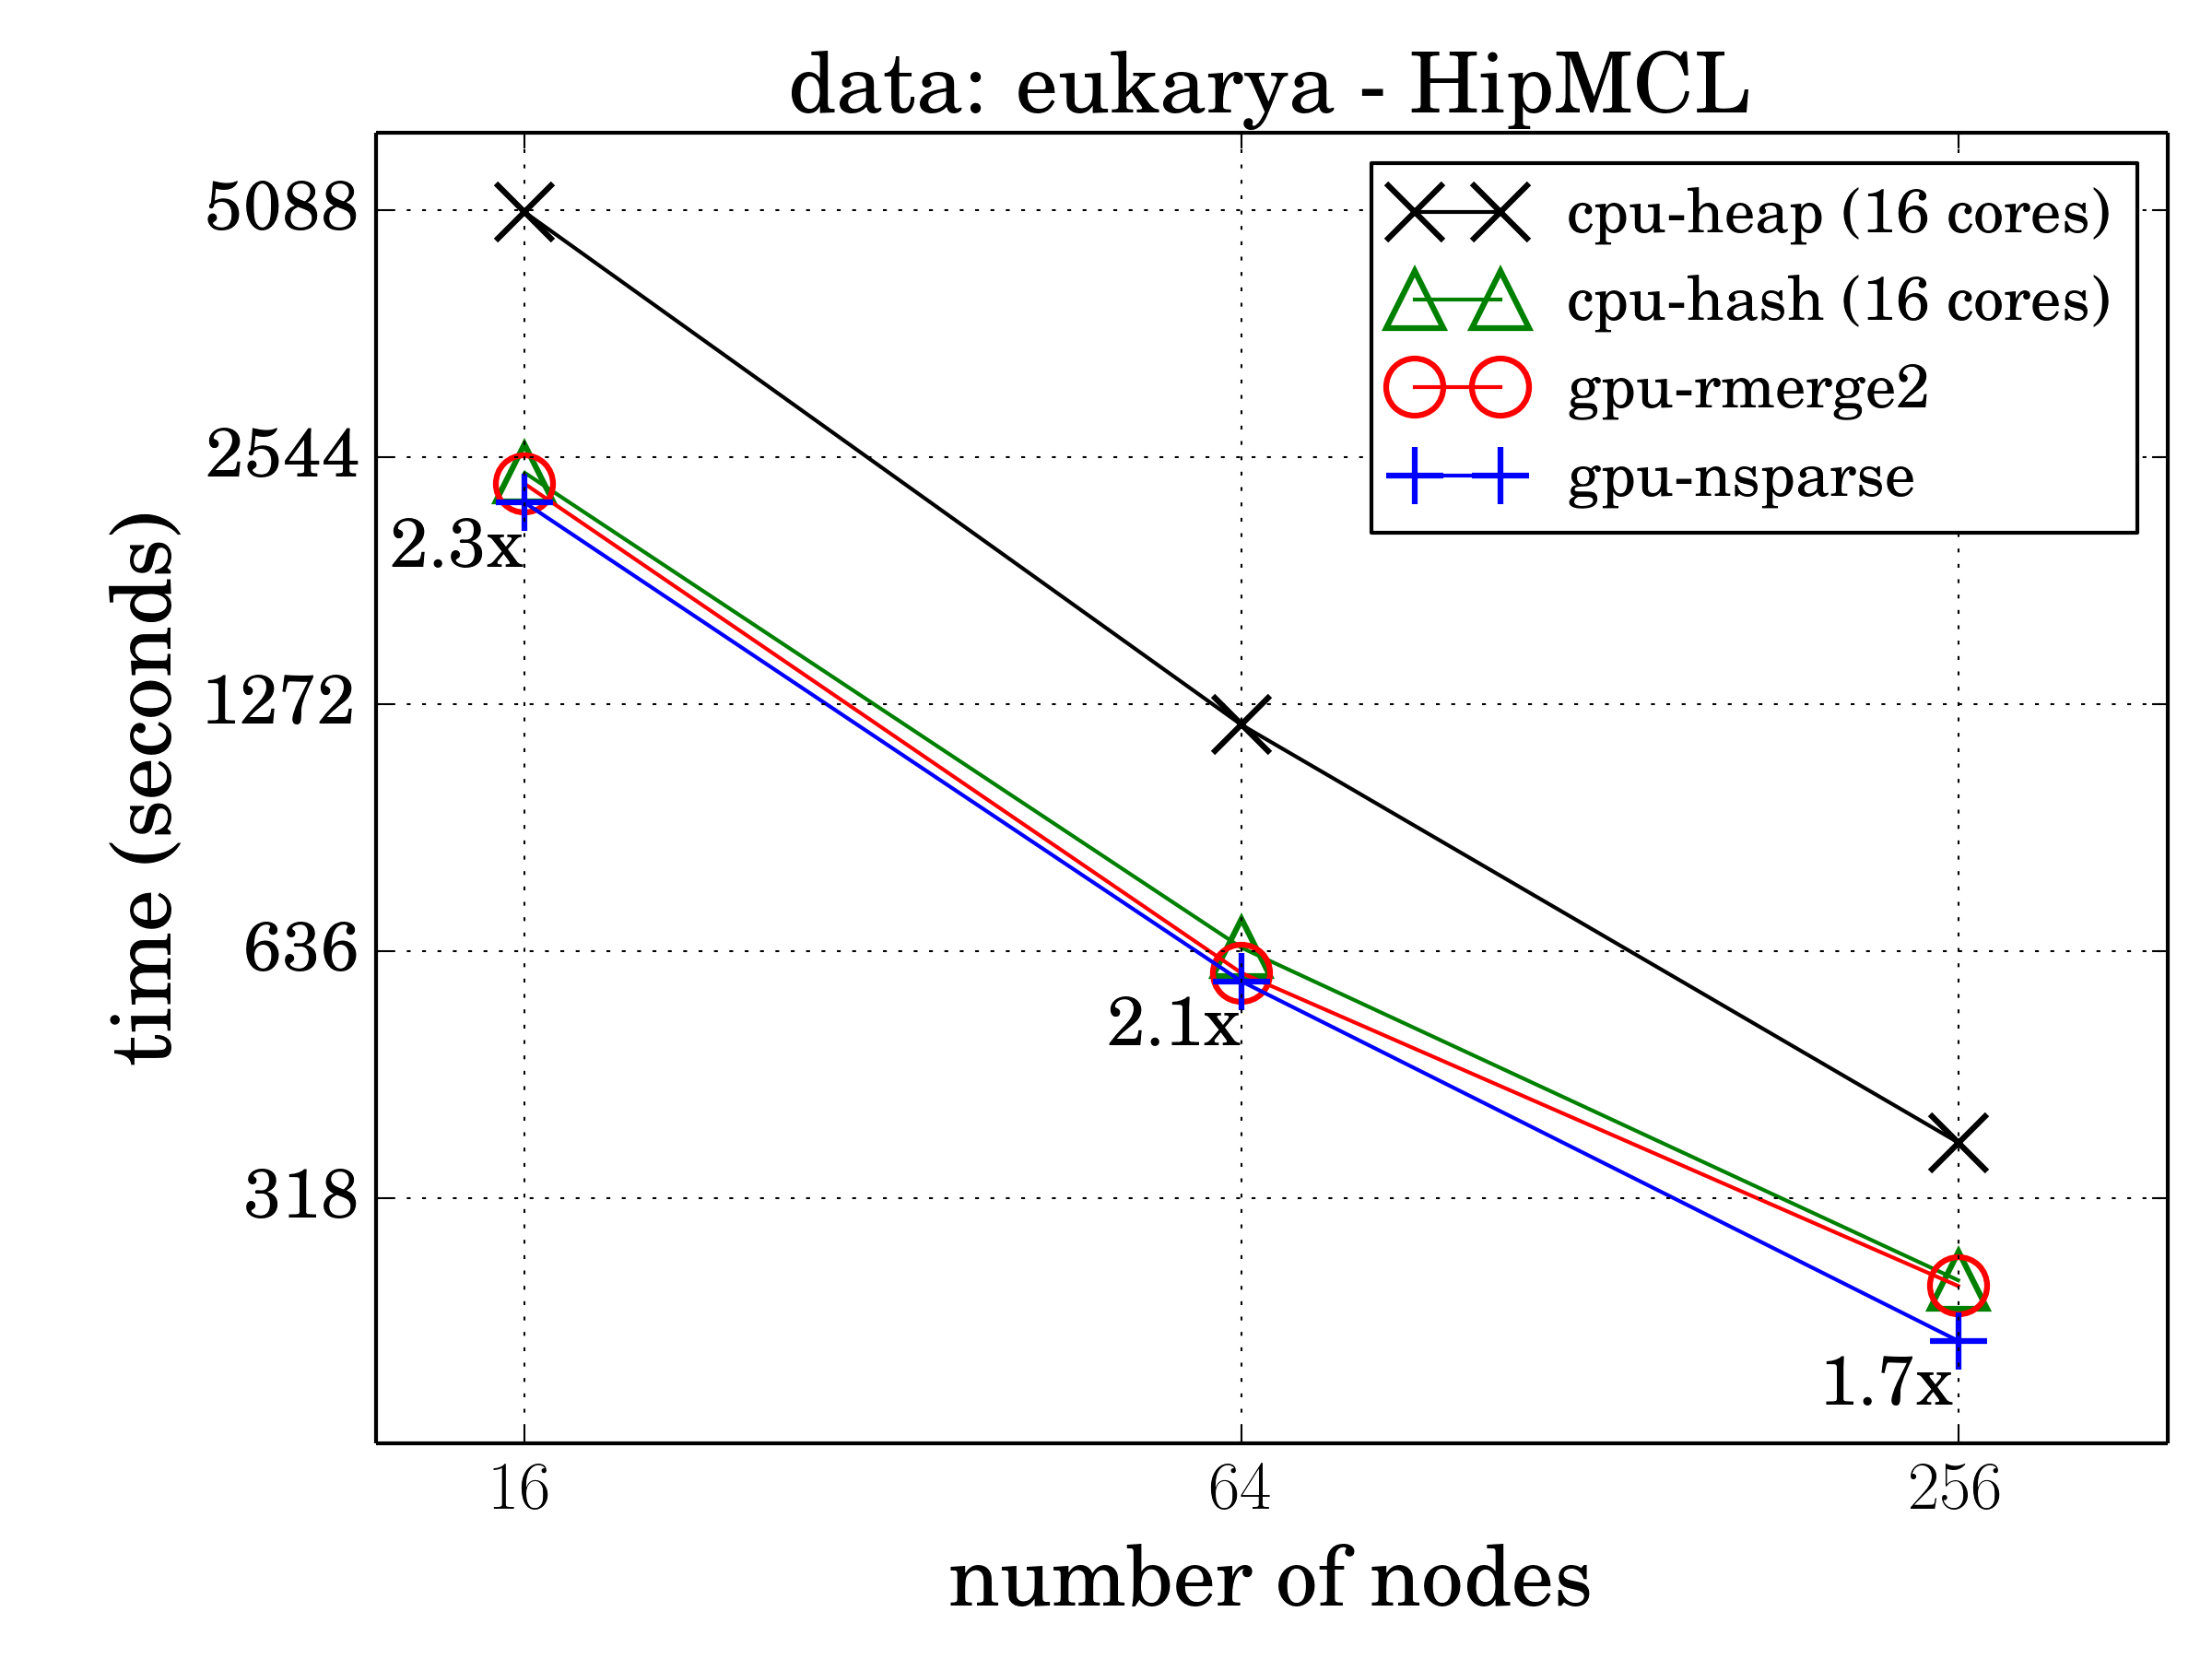 data: eukarya - HipMCL
5088
2544
1272
636
318
time (seconds)
cpu-heap (16 cores)
cpu-hash (16 cores)
gpu-rmerge2
gpu-nsparse
2.3x
2.1x
1.7x
16
64
256
number of nodes